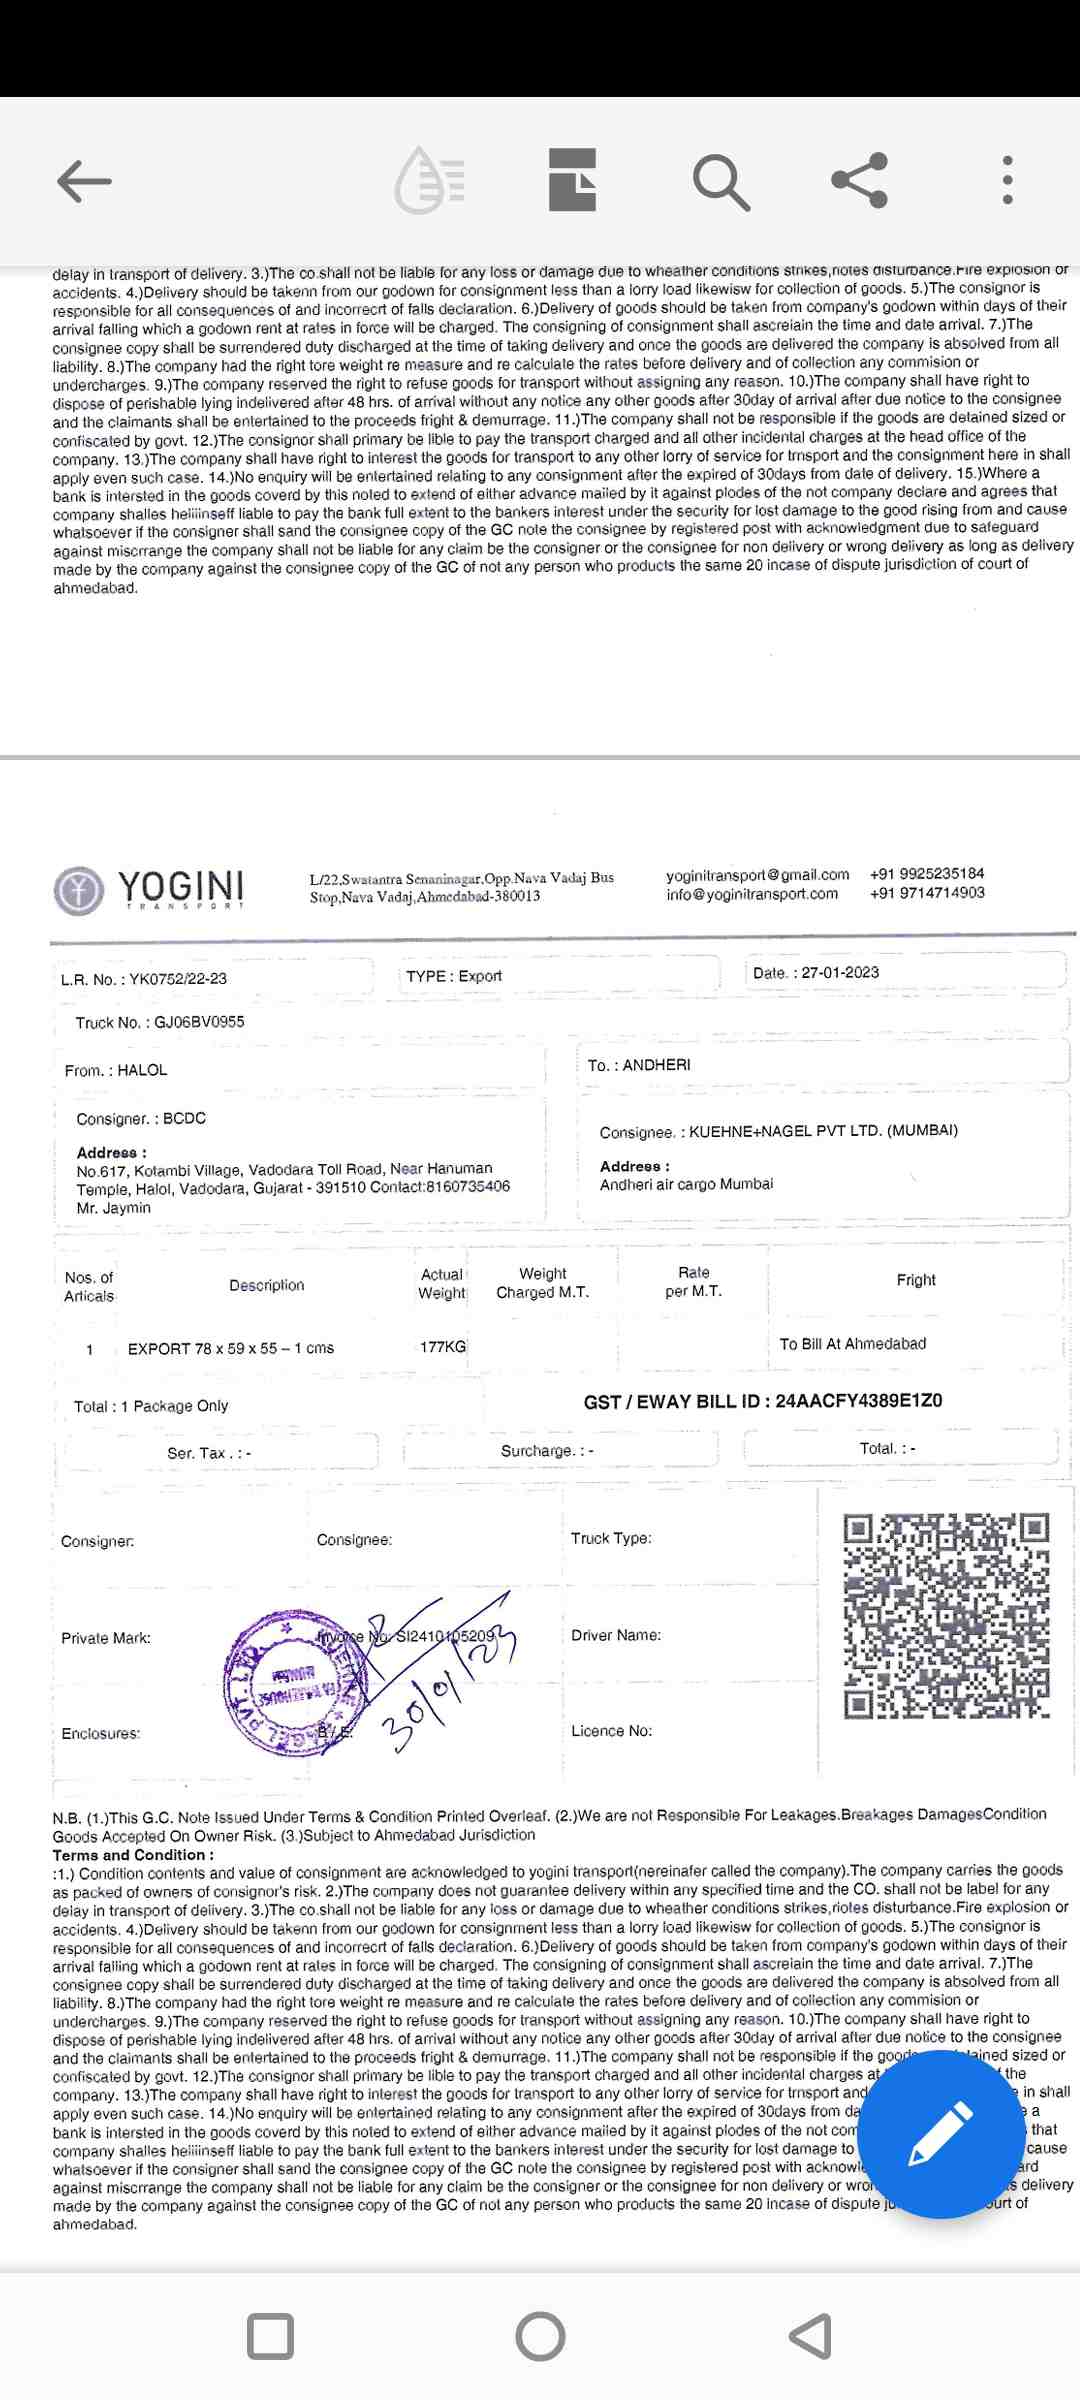 delay in transport of delivery. 3.)The co.shall not be liable for any loss or damage due to wheather conditions strikes,riotes disturbance.Fire explosion or
accidents. 4.)Delivery should be takenn from our godown for consignment less than a lorry load likewisw for collection of goods. 5.)The consignor is
responsible for all consequences of and incorrecrt of falls declaration. 6.)Delivery of goods should be taken from company's godown within days of their
arrival falling which a godown rent at rates in force will be charged. The consigning of consignment shall ascreiain the time and date arrival. 7.)The
consignee copy shall be surrendered duty discharged at the time of taking delivery and once the goods are delivered the company is absolved from all
liability. 8.)The company had the right tore weight re measure and re calculate the rates before delivery and of collection any commision or
undercharges. 9.)The company reserved the right to refuse goods for transport without assigning any reason. 10.)The company shall have right to
dispose of perishable lying indelivered after 48 hrs. of arrival without any notice any other goods after 30day of arrival after due notice to the consignee
and the claimants shall be entertained to the proceeds fright & demurrage. 11.)The company shall not be responsible if the goods are detained sized or
confiscated by govt. 12.)The consignor shall primary be lible to pay the transport charged and all other incidental charges at the head office of the
company. 13.)The company shall have right to interest the goods for transport to any other lorry of service for trnsport and the consignment here in shall
apply even such case. 14.)No enquiry will be entertained relating to any consignment after the expired of 30days from date of delivery. 15.)Where a
bank is intersted in the goods coverd by this noted to extend of either advance mailed by it against plodes of the not company declare and agrees that
company shalles heiiinseff liable to pay the bank full extent to the bankers interest under the security for lost damage to the good rising from and cause
whatsoever if the consigner shall sand the consignee copy of the GC note the consignee by registered post with acknowledgment due to safeguard
against miscrrange the company shall not be liable for any claim be the consigner or the consignee for non delivery or wrong delivery as long as delivery
made by the company against the consignee copy of the GC of not any person who products the same 20 incase of dispute jurisdiction of court of
ahmedabad.
YOGINI
TRANSPORT
L/22,Swatantra Senaninagar,Opp.Nava Vadaj Bus
Stop,Nava Vadaj,Ahmedabad-380013
yoginitransport@gmail.com +91 9925235184
info@yoginitransport.com +91 9714714903
L.R. No. : YK0752/22-23
TYPE : Export
Date. : 27-01-2023
Truck No. : GJ06BV0955
From. : HALOL
To. : ANDHERI
Consigner. : BCDC
Address :
No.617, Kotambi Village, Vadodara Toll Road, Near Hanuman
Temple, Halol, Vadodara, Gujarat - 391510 Contact:8160735406
Mr. Jaymin
Consignee. : KUEHNE+NAGEL PVT LTD. (MUMBAI)
Address :
Andheri air cargo Mumbai
Nos. of Articals
Description
Actual Weight
Weight Charged M.T.
Rate per M.T.
Fright
1 EXPORT 78 x 59 x 55 – 1 cms 177KG To Bill At Ahmedabad
Total : 1 Package Only
GST / EWAY BILL ID : 24AACFY4389E1Z0
Ser. Tax . : -
Surcharge. : -
Total. : -
Consigner:
Consignee:
Truck Type:
Private Mark:
Invoice No. SI2410105209
Driver Name:
30/01/23
Enclosures:
B / E:
Licence No:
N.B. (1.)This G.C. Note Issued Under Terms & Condition Printed Overleaf. (2.)We are not Responsible For Leakages.Breakages DamagesCondition
Goods Accepted On Owner Risk. (3.)Subject to Ahmedabad Jurisdiction
Terms and Condition :
:1.) Condition contents and value of consignment are acknowledged to yogini transport(nereinafer called the company).The company carries the goods
as packed of owners of consignor's risk. 2.)The company does not guarantee delivery within any specified time and the CO. shall not be label for any
delay in transport of delivery. 3.)The co.shall not be liable for any loss or damage due to wheather conditions strikes,riotes disturbance.Fire explosion or
accidents. 4.)Delivery should be takenn from our godown for consignment less than a lorry load likewisw for collection of goods. 5.)The consignor is
responsible for all consequences of and incorrecrt of falls declaration. 6.)Delivery of goods should be taken from company's godown within days of their
arrival falling which a godown rent at rates in force will be charged. The consigning of consignment shall ascreiain the time and date arrival. 7.)The
consignee copy shall be surrendered duty discharged at the time of taking delivery and once the goods are delivered the company is absolved from all
liability. 8.)The company had the right tore weight re measure and re calculate the rates before delivery and of collection any commision or
undercharges. 9.)The company reserved the right to refuse goods for transport without assigning any reason. 10.)The company shall have right to
dispose of perishable lying indelivered after 48 hrs. of arrival without any notice any other goods after 30day of arrival after due notice to the consignee
and the claimants shall be entertained to the proceeds fright & demurrage. 11.)The company shall not be responsible if the goods ained sized or
confiscated by govt. 12.)The consignor shall primary be lible to pay the transport charged and all other incidental charges at the
company. 13.)The company shall have right to interest the goods for transport to any other lorry of service for trnsport and in shall
apply even such case. 14.)No enquiry will be entertained relating to any consignment after the expired of 30days from da a
bank is intersted in the goods coverd by this noted to extend of either advance mailed by it against plodes of the not com that
company shalles heiiinseff liable to pay the bank full extent to the bankers interest under the security for lost damage to cause
whatsoever if the consigner shall sand the consignee copy of the GC note the consignee by registered post with acknowle ard
against miscrrange the company shall not be liable for any claim be the consigner or the consignee for non delivery or wron s delivery
made by the company against the consignee copy of the GC of not any person who products the same 20 incase of dispute ju ourt of
ahmedabad.